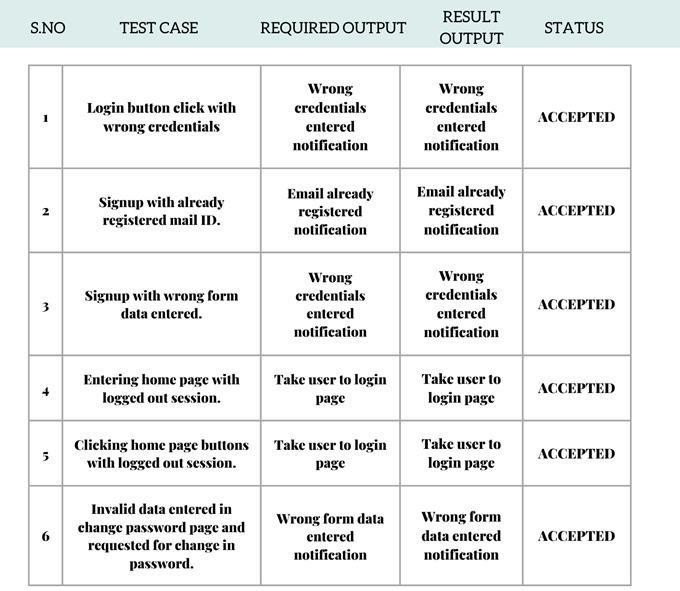 S.NO
TEST CASE
REQUIRED OUTPUT
RESULT
OUTPUT
STATUS
1
Login button click with
wrong credentials
Wrong
credentials
entered
notification
Wrong
credentials
entered
notification
ACCEPTED
2
Signup with already
registered mail ID.
Email already
registered
notification
Email already
registered
notification
ACCEPTED
3
Signup with wrong form
data entered.
Wrong
credentials
entered
notification
Wrong
credentials
entered
notification
ACCEPTED
4
Entering home page with
logged out session.
Take user to login
page
Take user to
login page
ACCEPTED
5
Clicking home page buttons
with logged out session.
Take user to login
page
Take user to
login page
ACCEPTED
6
Invalid data entered in
change password page and
requested for change in
password.
Wrong form data
entered
notification
Wrong form
data entered
notification
ACCEPTED